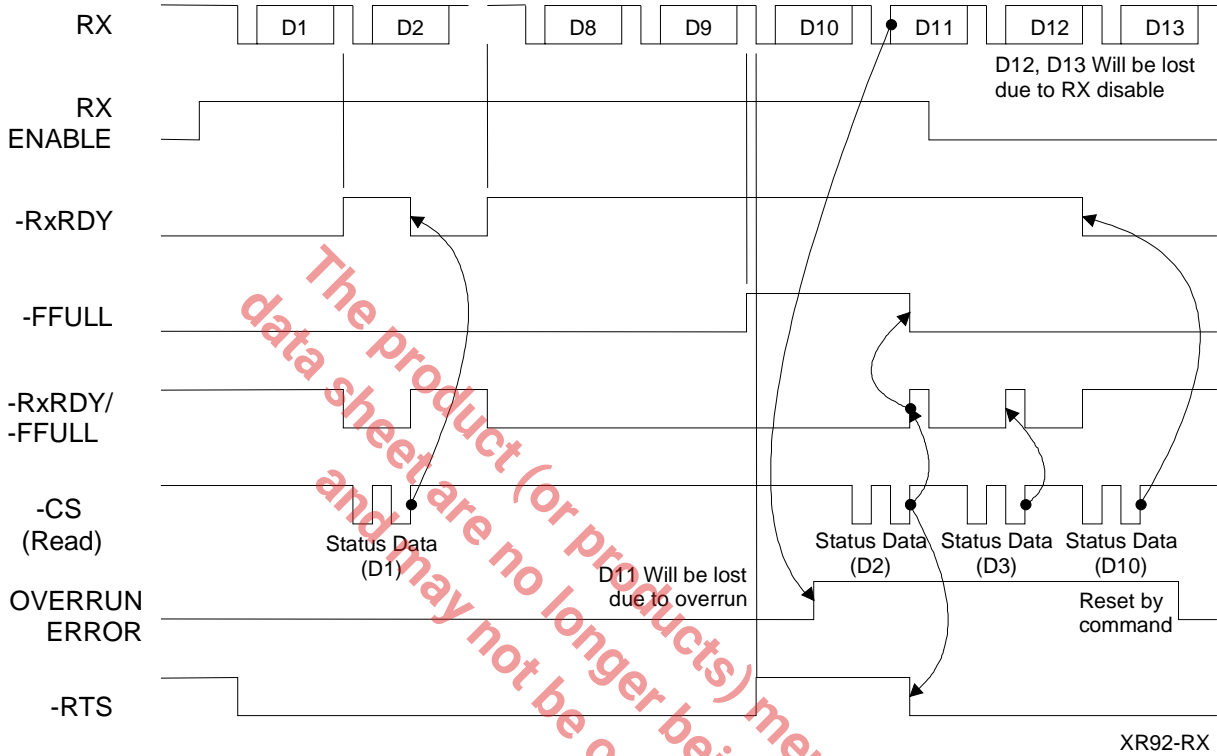 RX
D1
D2
D8
D9
D10
D11
D12
D13
D12, D13 Will be lost
due to RX disable
RX
ENABLE
-RxRDY
-FFULL
-RxRDY/
-FFULL
-CS
(Read)
Status Data
(D1)
Status Data
(D2)
Status Data
(D3)
Status Data
(D10)
D11 Will be lost
due to overrun
OVERRUN
ERROR
Reset by
command
-RTS
XR92-RX
The product (or products) mer
data sheet are no longer bei
and may not be o